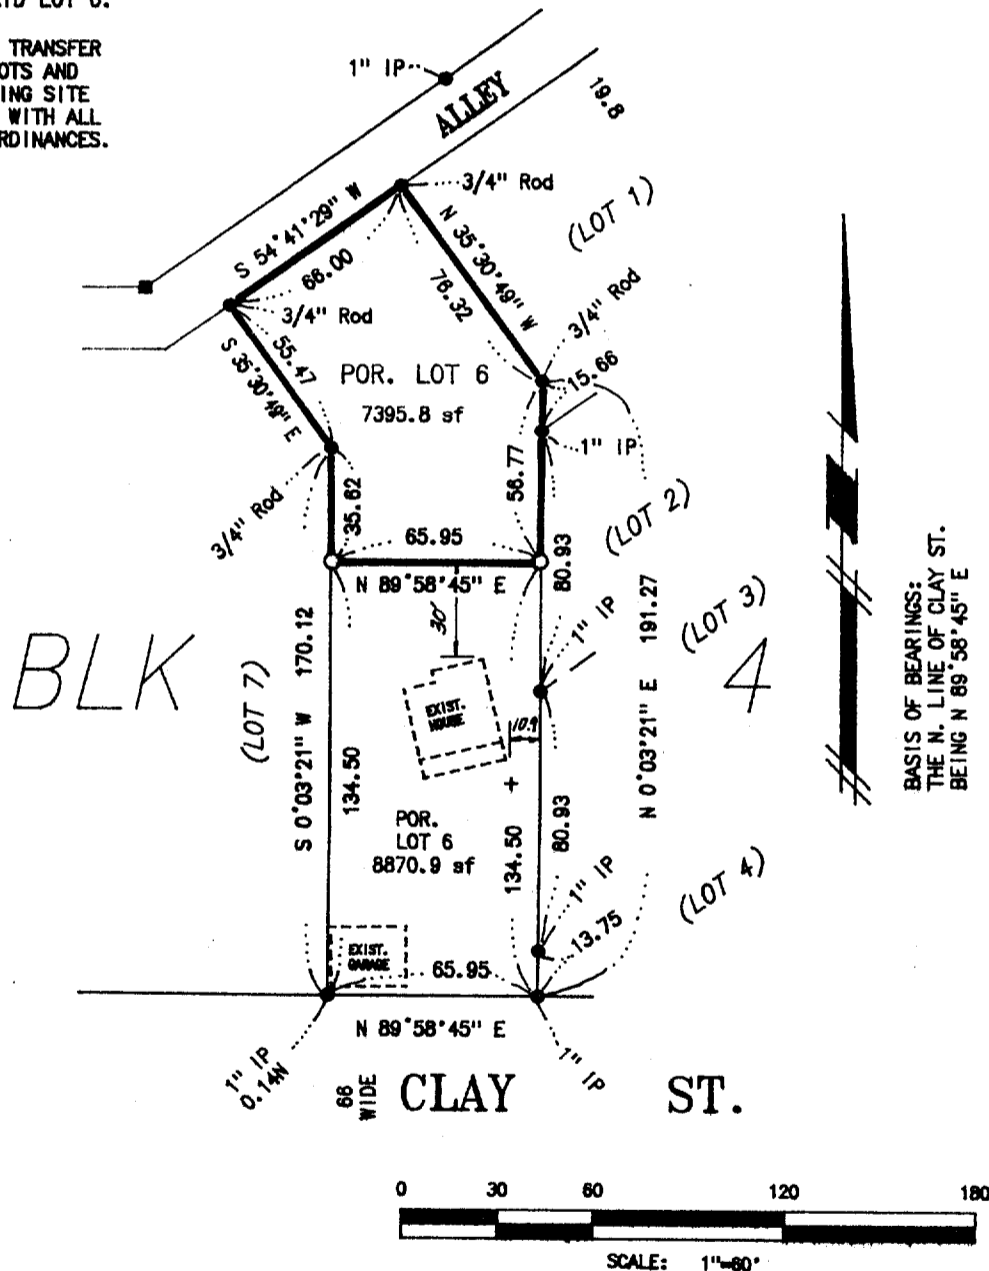 TRANSFER
OTS AND
ING SITE
WITH ALL
RDINANCES.
1" IP
ALLEY
19.8
3/4" Rod
(LOT 1)
S 54°41'29" W
66.00
N 35°30'49" W
76.32
3/4" Rod
3/4" Rod
55.47
S 35°30'49" E
15.66
POR. LOT 6
7395.8 sf
1" IP
56.77
3/4" Rod
35.62
(LOT 2)
65.95
80.93
N 89°58'45" E
30'
1" IP
(LOT 3)
BLK
4
(LOT 7)
S 0°03'21" W 170.12
134.50
EXIST.
HOUSE
10.9
N 0°03'21" E 191.27
BASIS OF BEARINGS:
THE N. LINE OF CLAY ST.
BEING N 89°58'45" E
POR.
LOT 6
8870.9 sf
134.50
80.93
1" IP
(LOT 4)
13.75
EXIST.
GARAGE
65.95
N 89°58'45" E
1" IP
0.14N
1" IP
66
WIDE
CLAY ST.
0 30 60 120 180
SCALE: 1"=60'